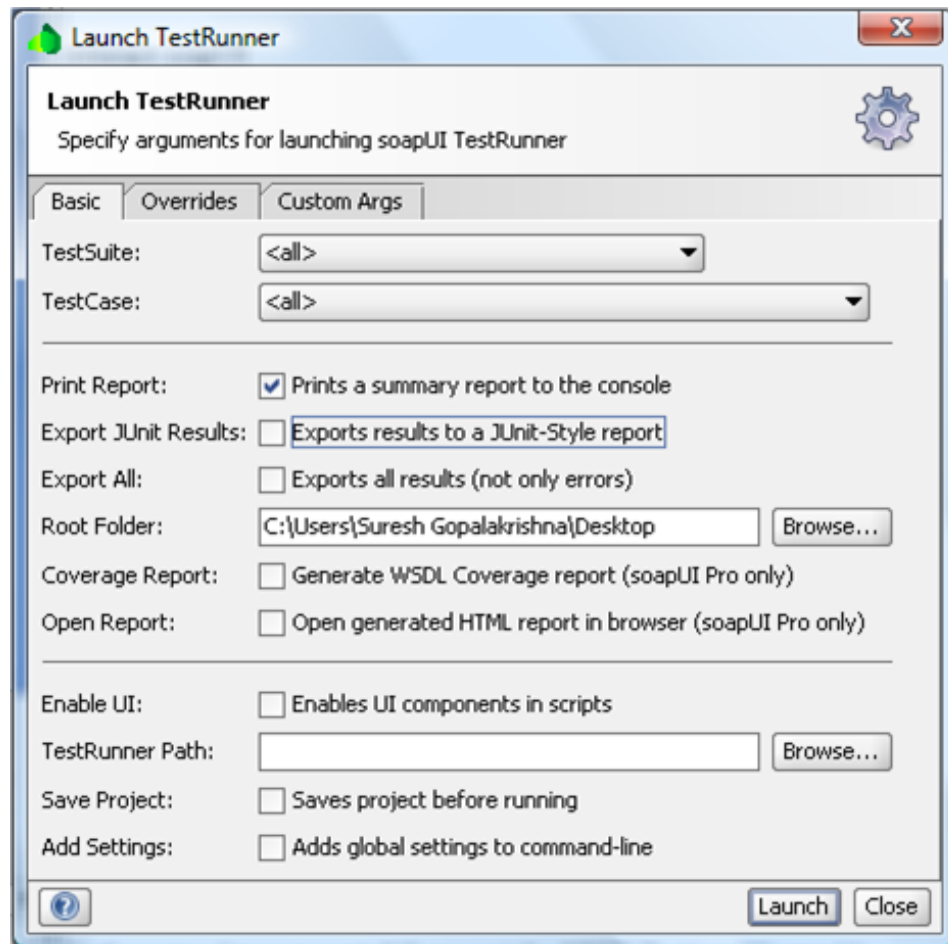 Launch TestRunner
Launch TestRunner
Specify arguments for launching soapUI TestRunner
Basic Overrides Custom Args
TestSuite: <all>
TestCase: <all>
Print Report: Prints a summary report to the console
Export JUnit Results: Exports results to a JUnit-Style report
Export All: Exports all results (not only errors)
Root Folder: C:\Users\Suresh Gopalakrishna\Desktop Browse...
Coverage Report: Generate WSDL Coverage report (soapUI Pro only)
Open Report: Open generated HTML report in browser (soapUI Pro only)
Enable UI: Enables UI components in scripts
TestRunner Path: Browse...
Save Project: Saves project before running
Add Settings: Adds global settings to command-line
? Launch Close